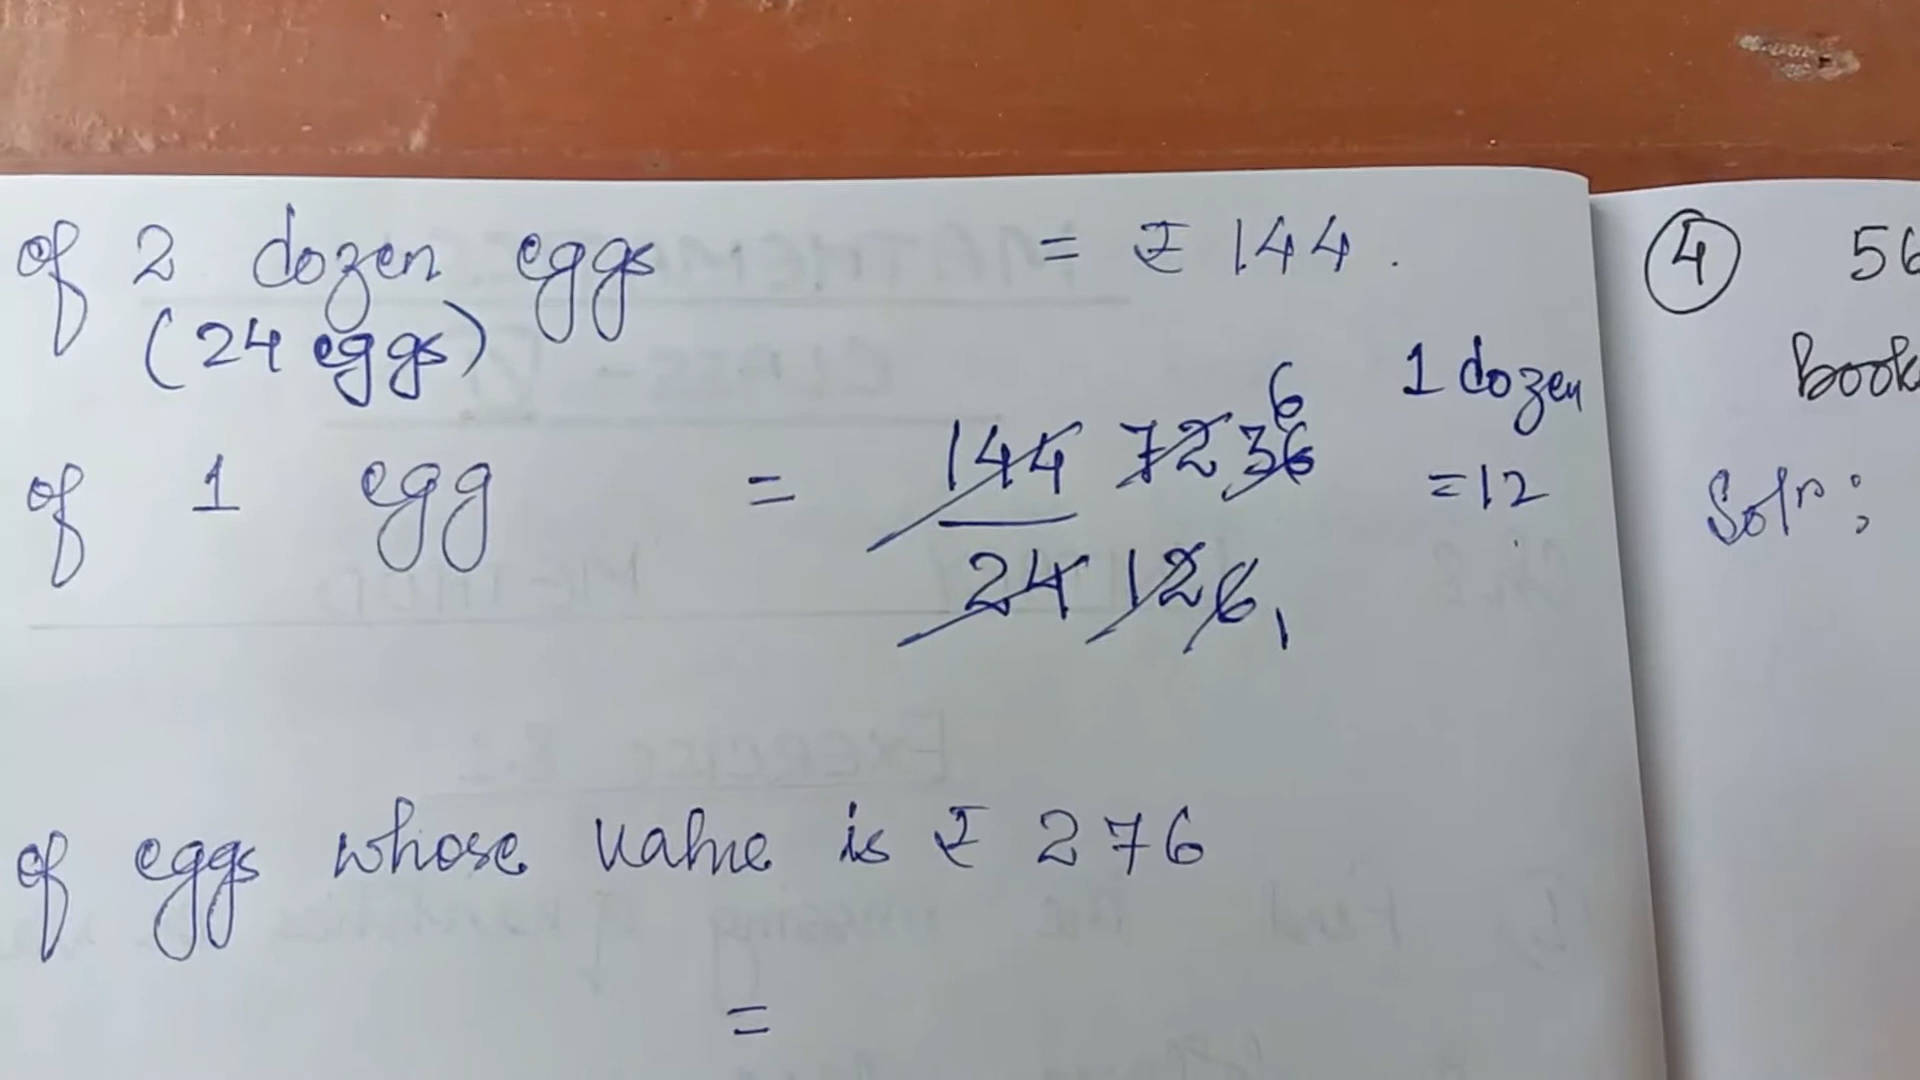 of 2 dozen eggs = ₹ 144.
(24 eggs)
of 1 egg = 144 72 36 6
24 12 6 1
1 dozen
= 12
of eggs whose value is ₹ 276
=
4 56
book
Soln: